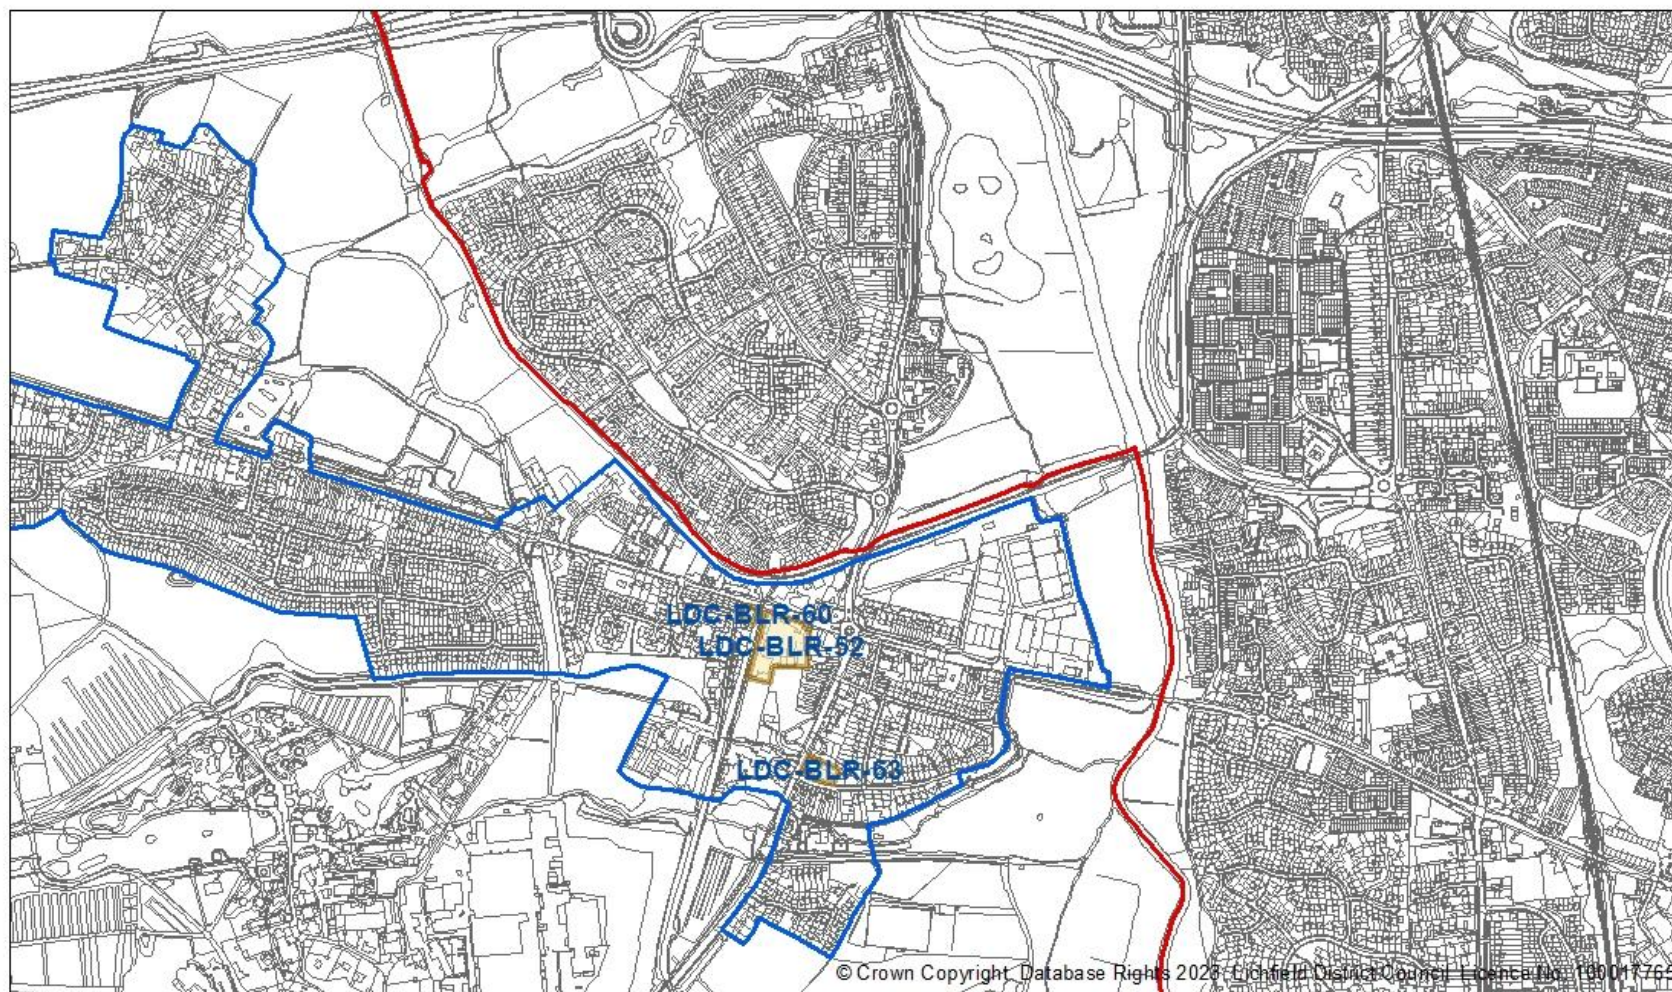 LDC-BLR-60
LDC-BLR-52
LDC-BLR-63
© Crown Copyright Database Rights 2023. Lichfield District Council Licence No. 100017765